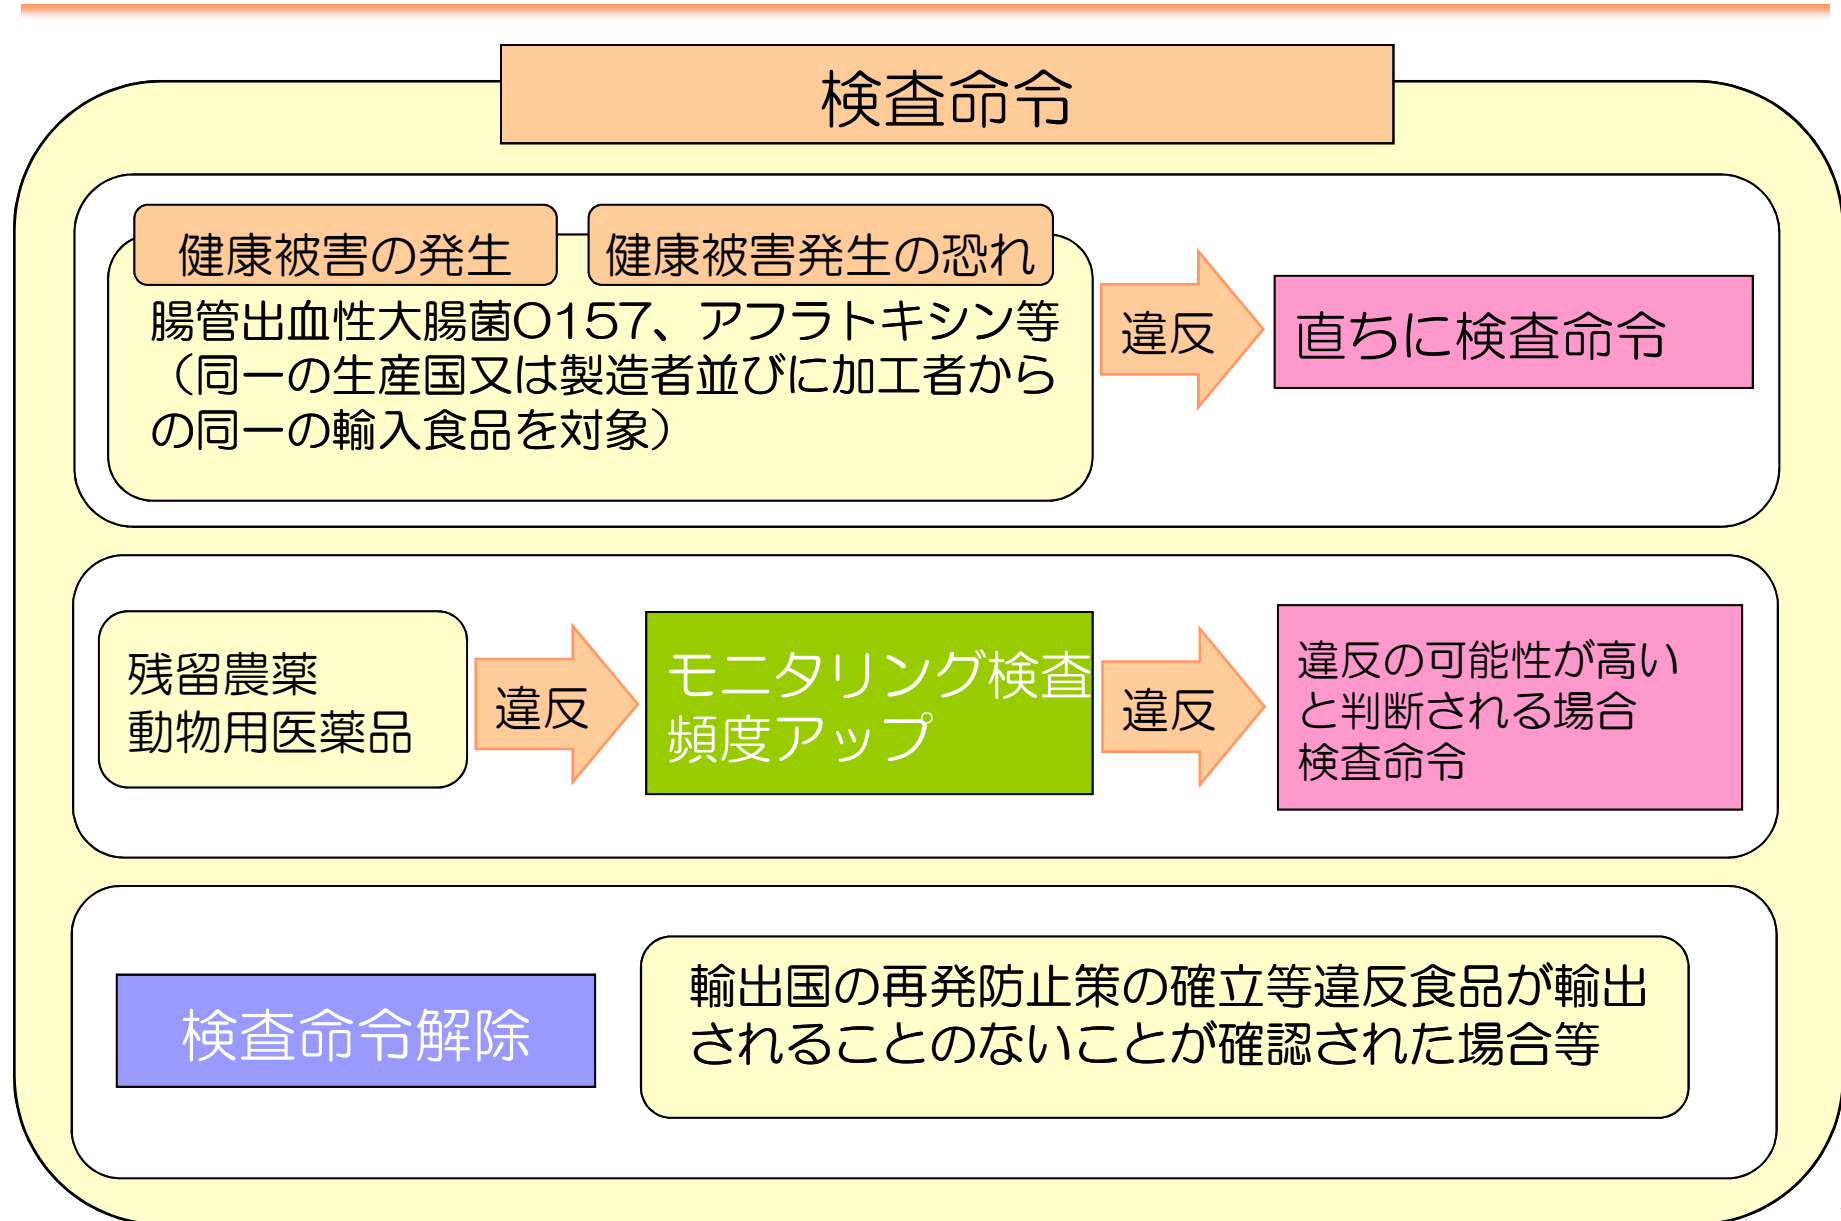 検査命令
健康被害の発生
健康被害発生の恐れ
腸管出血性大腸菌O157、アフラトキシン等
（同一の生産国又は製造者並びに加工者から
の同一の輸入食品を対象）
違反
直ちに検査命令
残留農薬
動物用医薬品
違反
モニタリング検査
頻度アップ
違反
違反の可能性が高い
と判断される場合
検査命令
検査命令解除
輸出国の再発防止策の確立等違反食品が輸出
されることのないことが確認された場合等